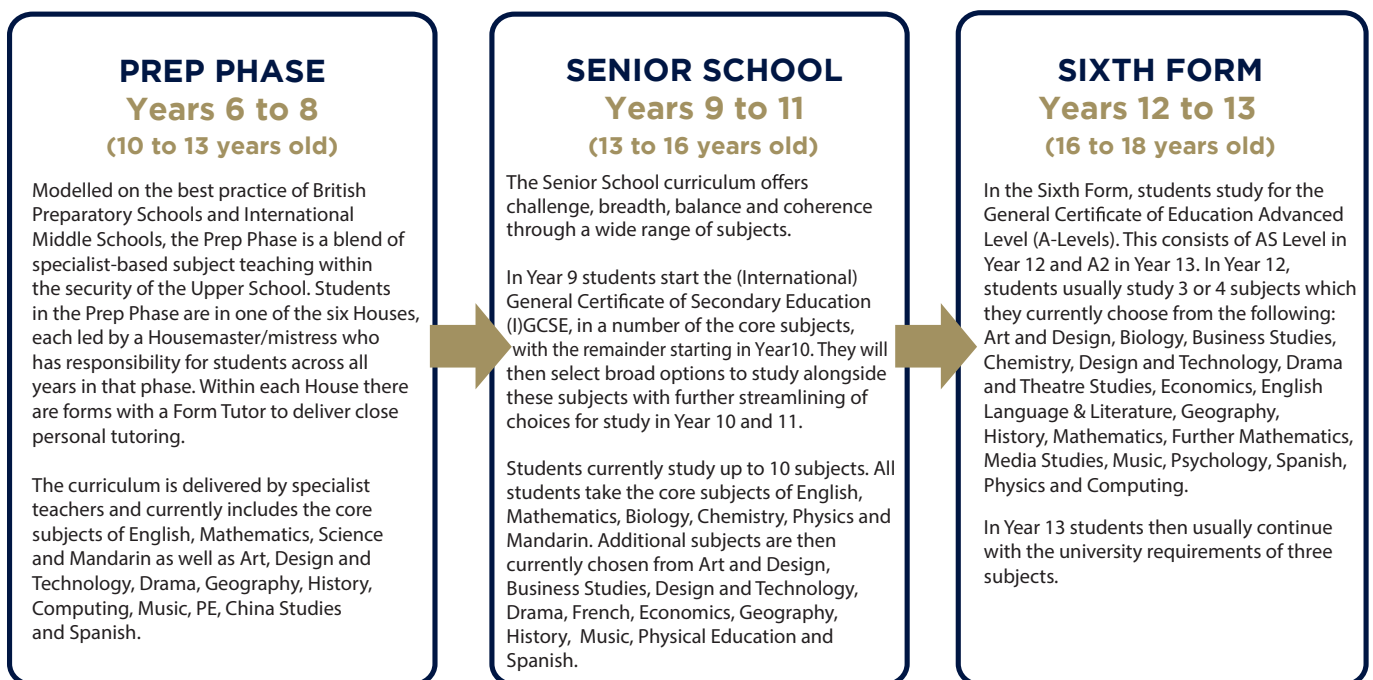 PREP PHASE
Years 6 to 8
(10 to 13 years old)
Modelled on the best practice of British
Preparatory Schools and International
Middle Schools, the Prep Phase is a blend of
specialist-based subject teaching within
the security of the Upper School. Students
in the Prep Phase are in one of the six Houses,
each led by a Housemaster/mistress who
has responsibility for students across all
years in that phase. Within each House there
are forms with a Form Tutor to deliver close
personal tutoring.
The curriculum is delivered by specialist
teachers and currently includes the core
subjects of English, Mathematics, Science
and Mandarin as well as Art, Design and
Technology, Drama, Geography, History,
Computing, Music, PE, China Studies
and Spanish.
SENIOR SCHOOL
Years 9 to 11
(13 to 16 years old)
The Senior School curriculum offers
challenge, breadth, balance and coherence
through a wide range of subjects.
In Year 9 students start the (International)
General Certificate of Secondary Education
(I)GCSE, in a number of the core subjects,
with the remainder starting in Year10. They will
then select broad options to study alongside
these subjects with further streamlining of
choices for study in Year 10 and 11.
Students currently study up to 10 subjects. All
students take the core subjects of English,
Mathematics, Biology, Chemistry, Physics and
Mandarin. Additional subjects are then
currently chosen from Art and Design,
Business Studies, Design and Technology,
Drama, French, Economics, Geography,
History, Music, Physical Education and
Spanish.
SIXTH FORM
Years 12 to 13
(16 to 18 years old)
In the Sixth Form, students study for the
General Certificate of Education Advanced
Level (A-Levels). This consists of AS Level in
Year 12 and A2 in Year 13. In Year 12,
students usually study 3 or 4 subjects which
they currently choose from the following:
Art and Design, Biology, Business Studies,
Chemistry, Design and Technology, Drama
and Theatre Studies, Economics, English
Language & Literature, Geography,
History, Mathematics, Further Mathematics,
Media Studies, Music, Psychology, Spanish,
Physics and Computing.
In Year 13 students then usually continue
with the university requirements of three
subjects.